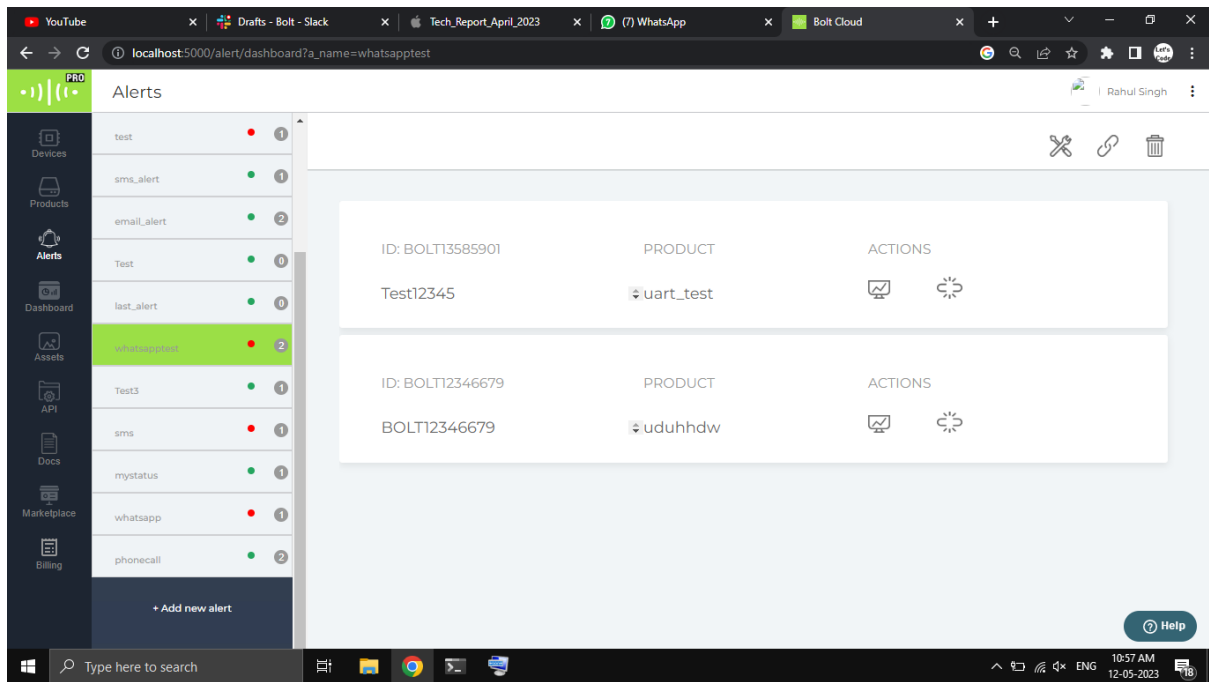 YouTube
Drafts - Bolt - Slack
Tech_Report_April_2023
(7) WhatsApp
Bolt Cloud
localhost:5000/alert/dashboard?a_name=whatsapptest
Let's Code
PRO
Alerts
Rahul Singh
Devices
Products
Alerts
Dashboard
Assets
API
Docs
Marketplace
Billing
test 1
sms_alert 1
email_alert 2
Test 0
last_alert 0
whatsapptest 2
Test3 1
sms 1
mystatus 1
whatsapp 1
phonecall 2
+ Add new alert
ID: BOLT13585901 PRODUCT ACTIONS
Test12345 uart_test
ID: BOLT12346679 PRODUCT ACTIONS
BOLT12346679 uduhhdw
? Help
Type here to search
ENG
10:57 AM
12-05-2023
18